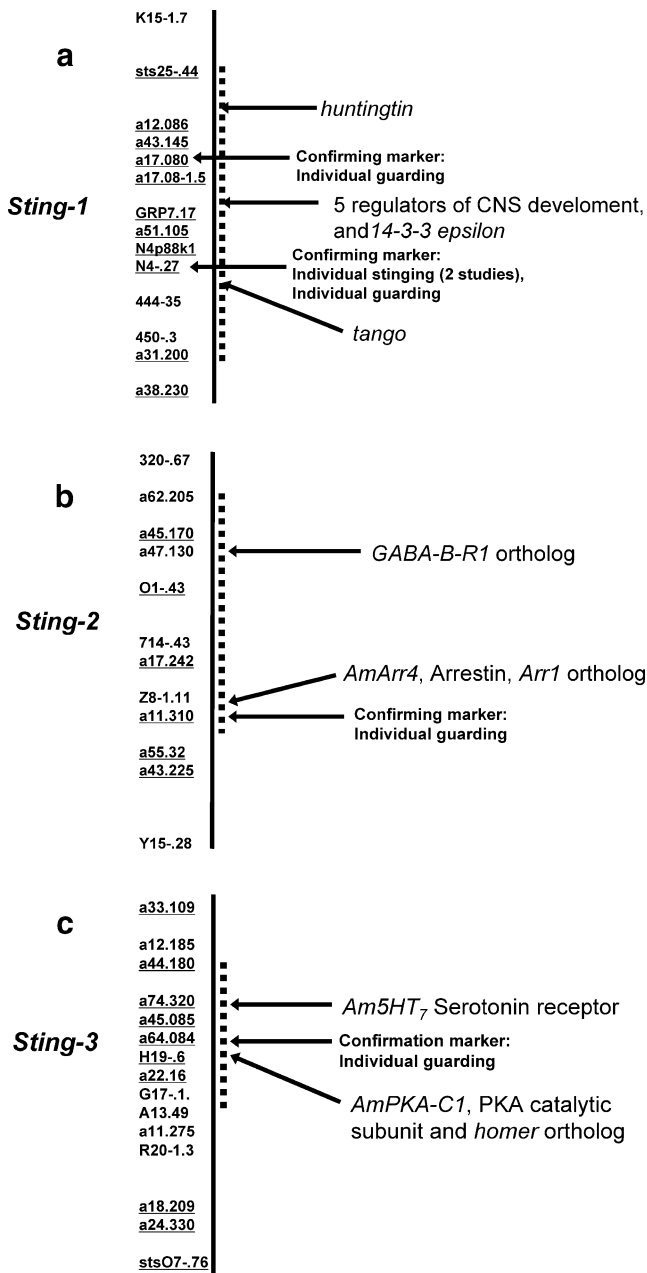 K15-1.7
a
sts25-.44
huntingtin
a12.086
a43.145
a17.080
Confirming marker:
Individual guarding
a17.08-1.5
Sting-1
5 regulators of CNS develoment,
and14-3-3 epsilon
GRP7.17
a51.105
N4p88k1
Confirming marker:
Individual stinging (2 studies),
Individual guarding
N4-.27
444-35
450-.3
tango
a31.200
a38.230
320-.67
b
a62.205
a45.170
a47.130
GABA-B-R1 ortholog
O1-.43
Sting-2
714-.43
a17.242
AmArr4, Arrestin, Arr1 ortholog
Z8-1.11
a11.310
Confirming marker:
Individual guarding
a55.32
a43.225
Y15-.28
a33.109
c
a12.185
a44.180
a74.320
Am5HT7 Serotonin receptor
a45.085
a64.084
Confirmation marker:
Individual guarding
Sting-3
H19-.6
a22.16
G17-.1.
A13.49
AmPKA-C1, PKA catalytic
subunit and homer ortholog
a11.275
R20-1.3
a18.209
a24.330
stsO7-.76